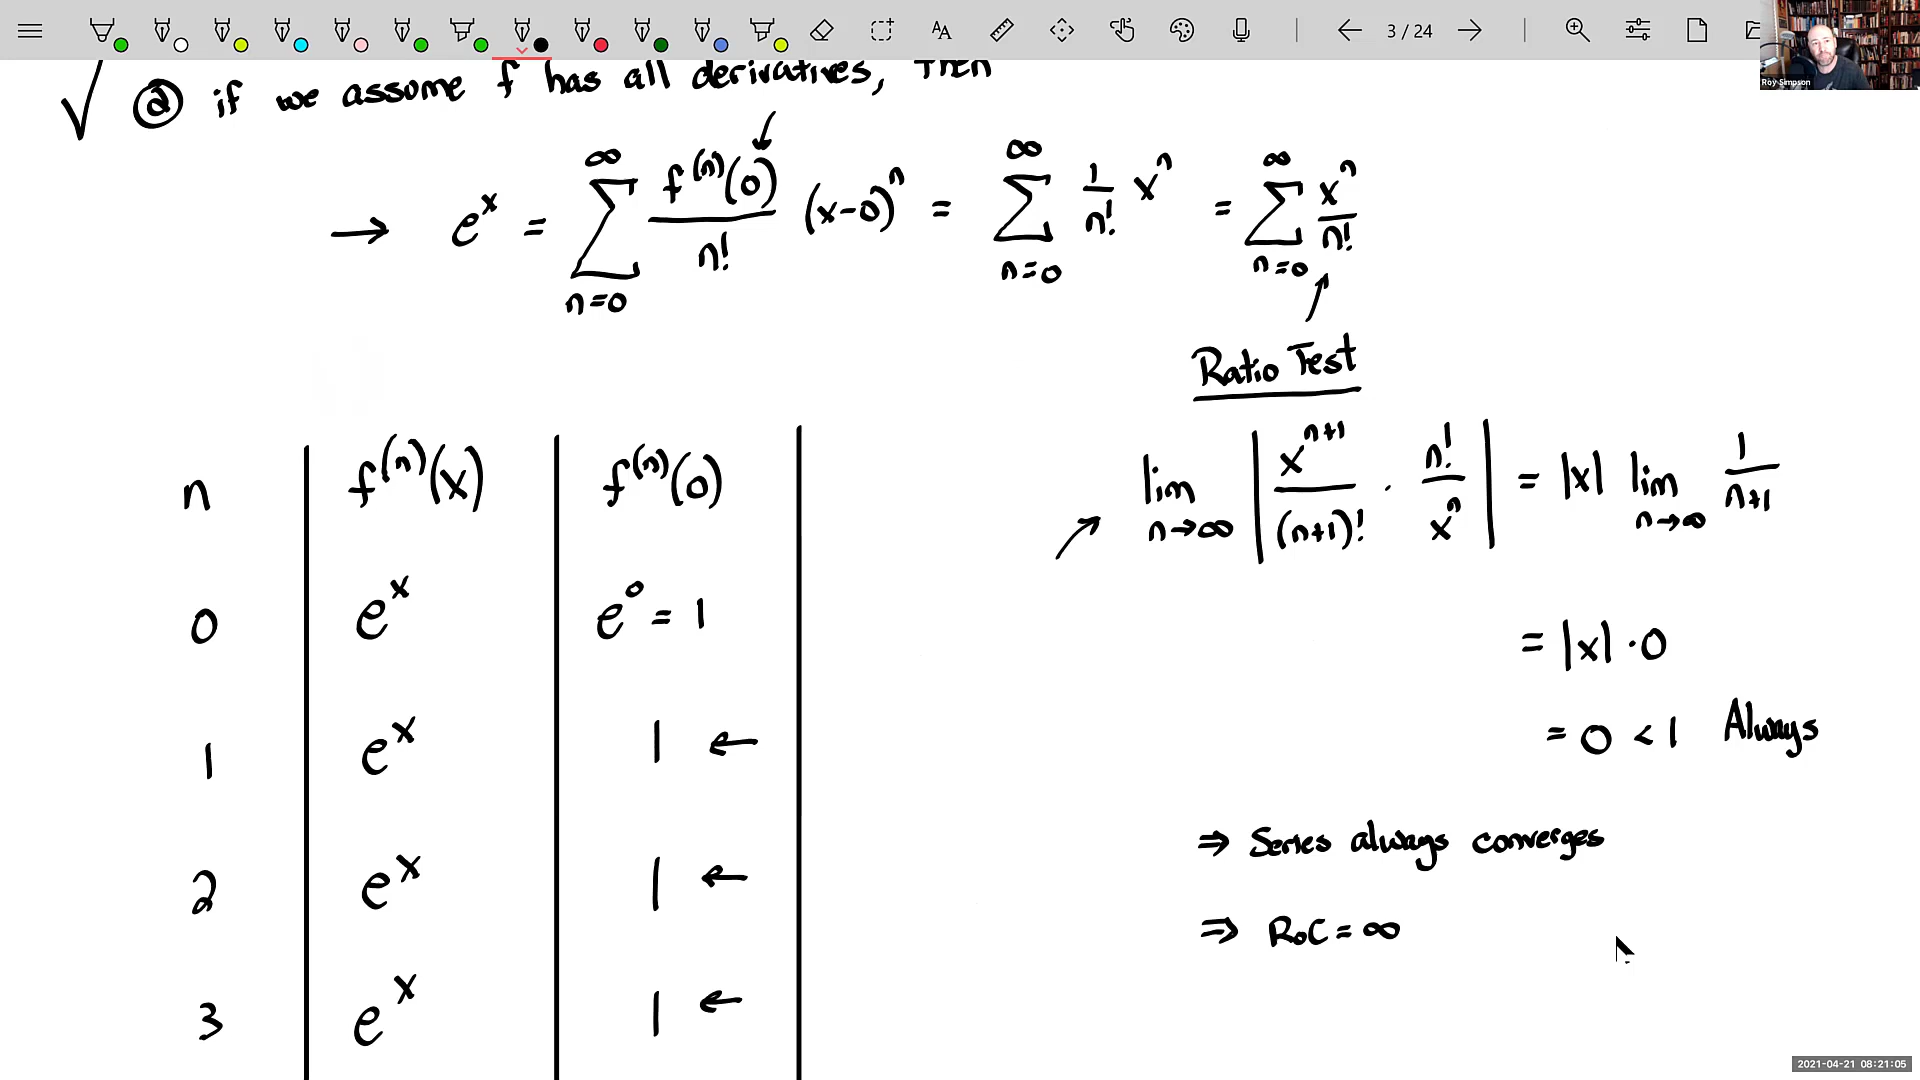 3 / 24
Roy Simpson
√ ⓐ if we assume f has all derivatives, then
→ e^x = ∑_{n=0}^{∞} f^{(n)}(0)/n! (x-0)^n = ∑_{n=0}^{∞} 1/n! x^n = ∑_{n=0}^{∞} x^n/n!
Ratio Test
lim_{n→∞} | x^{n+1}/(n+1)! · n!/x^n | = |x| lim_{n→∞} 1/(n+1)
= |x| · 0
= 0 < 1 Always
⇒ Series always converges
⇒ RoC = ∞
n f^{(n)}(x) f^{(n)}(0)
0 e^x e^0 = 1
1 e^x 1 ←
2 e^x 1 ←
3 e^x 1 ←
2021-04-21 08:21:05